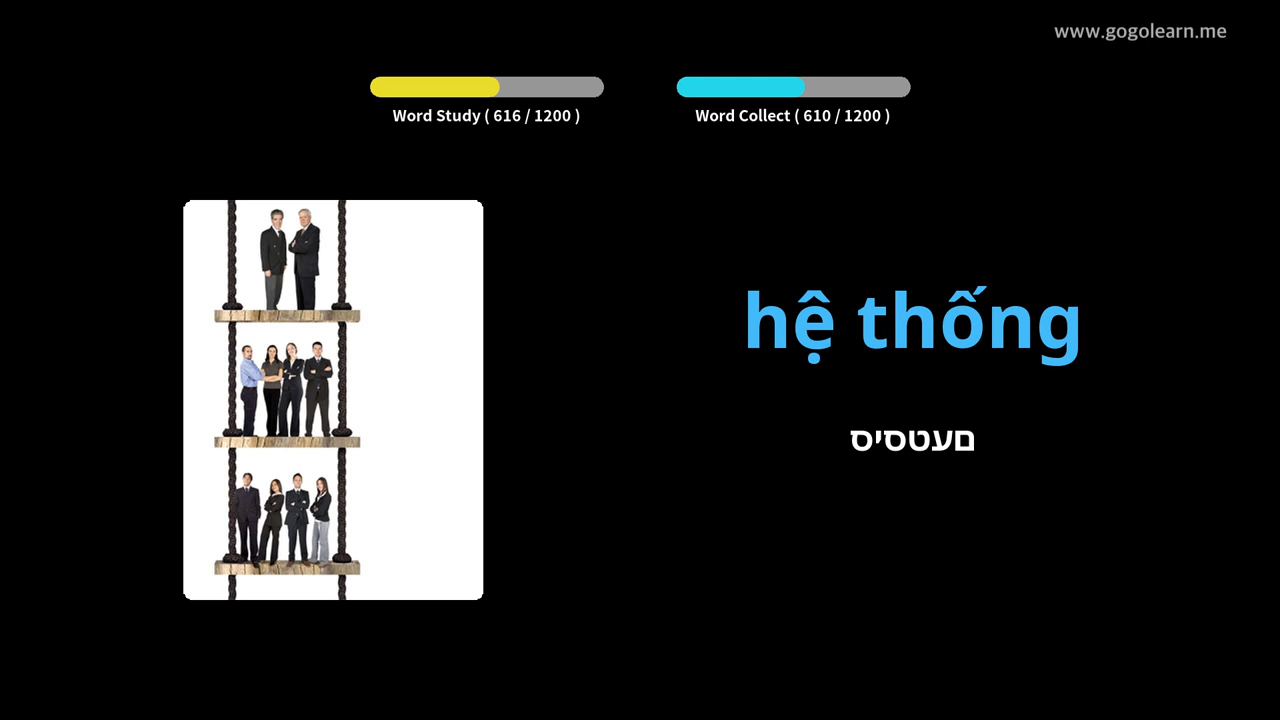 www.gogolearn.me
Word Study ( 616 / 1200 )
Word Collect ( 610 / 1200 )
hệ thống
סיסטעם